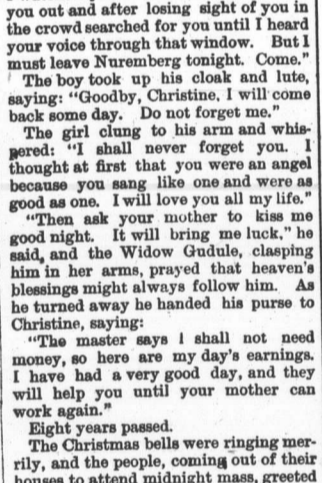 you out and after losing sight of you in
the crowd searched for you until I heard
your voice through that window. But I
must leave Nuremberg tonight. Come."
The boy took up his cloak and lute,
saying: "Goodby, Christine, I will come
back some day. Do not forget me."
The girl clung to his arm and whis-
pered: "I shall never forget you. I
thought at first that you were an angel
because you sang like one and were as
good as one. I will love you all my life."
"Then ask your mother to kiss me
good night. It will bring me luck," he
said, and the Widow Gudule, clasping
him in her arms, prayed that heaven's
blessings might always follow him. As
he turned away he handed his purse to
Christine, saying:
"The master says I shall not need
money, so here are my day's earnings.
I have had a very good day, and they
will help you until your mother can
work again."
Eight years passed.
The Christmas bells were ringing mer-
rily, and the people, coming out of their
houses to attend midnight mass, greeted